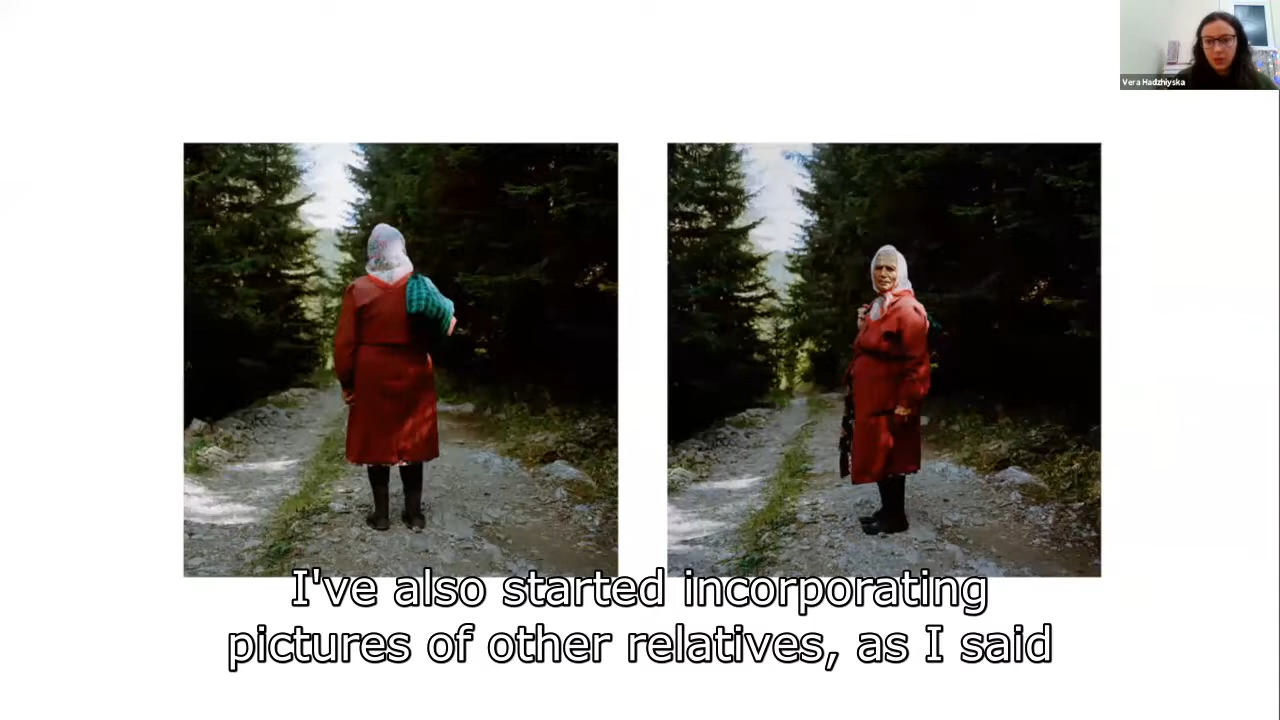 Vera Hadzhiyska
I've also started incorporating
pictures of other relatives, as I said